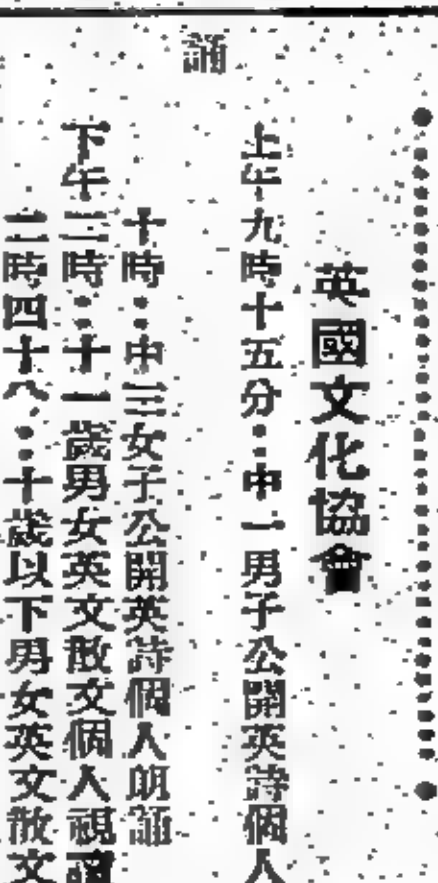 英國文化協會
上午九時十五分：中一男子公開英詩個人
誦
十時：中三女子公開英詩個人朗誦
下午二時：十一歲男女英文散文個人視讀
二時四十八：十歲以下男女英文散文